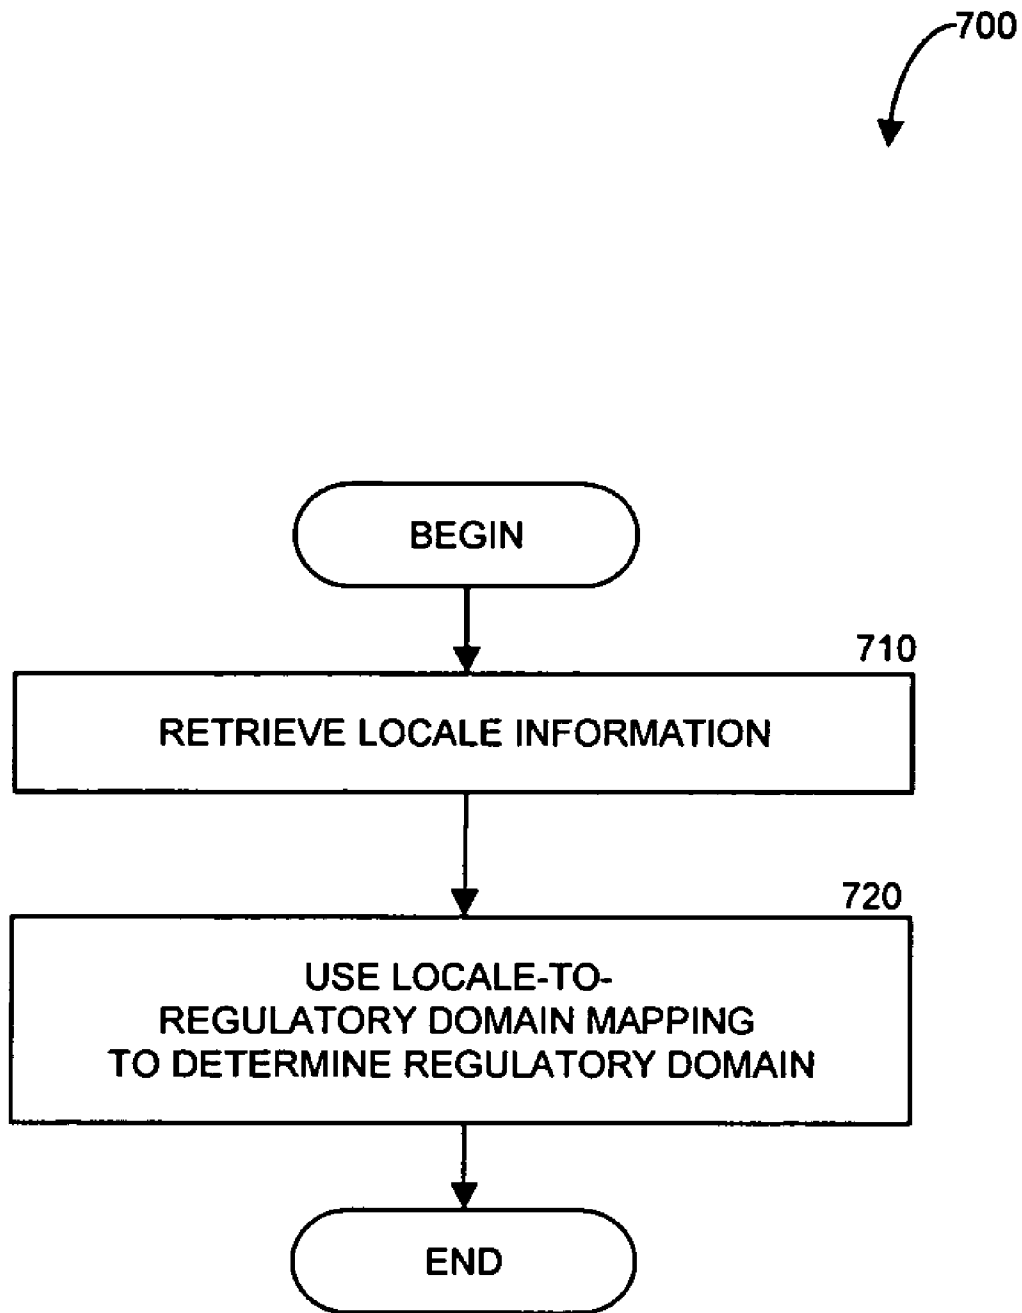 700
BEGIN
710
RETRIEVE LOCALE INFORMATION
720
USE LOCALE-TO-
REGULATORY DOMAIN MAPPING
TO DETERMINE REGULATORY DOMAIN
END